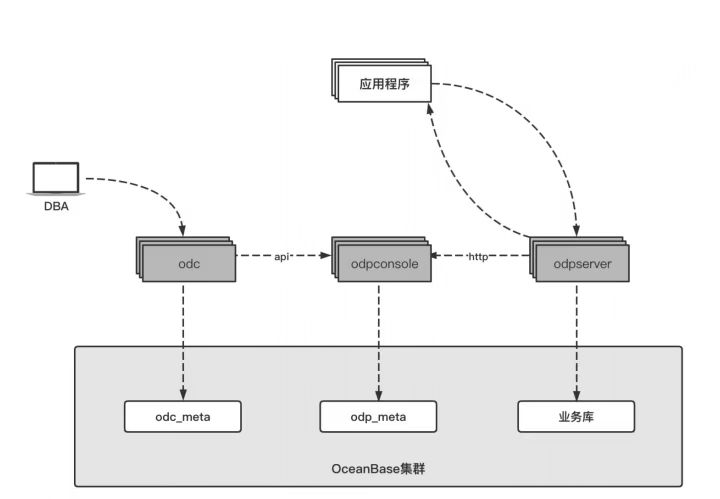 应用程序
DBA
odc
api
odpconsole
http
odpserver
odc_meta
odp_meta
业务库
OceanBase集群